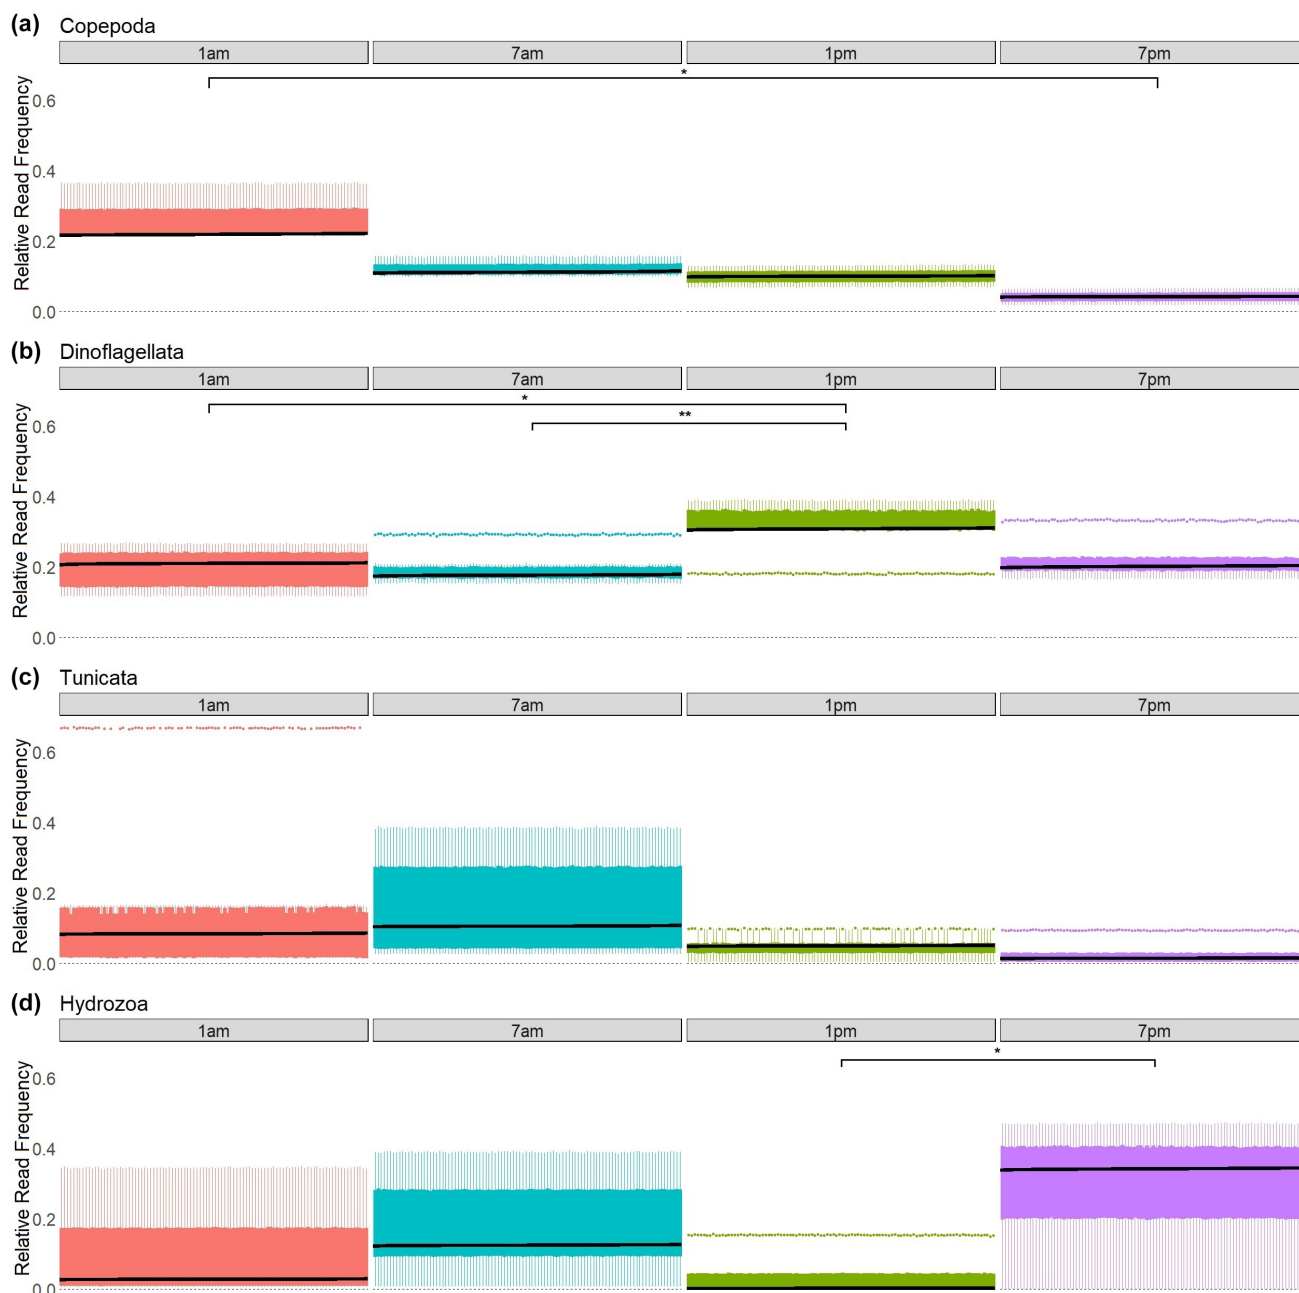 (a) Copepoda
1am 7am 1pm 7pm
*
Relative Read Frequency
0.6
0.4
0.2
0.0
(b) Dinoflagellata
1am 7am 1pm 7pm
*
**
Relative Read Frequency
0.6
0.4
0.2
0.0
(c) Tunicata
1am 7am 1pm 7pm
Relative Read Frequency
0.6
0.4
0.2
0.0
(d) Hydrozoa
1am 7am 1pm 7pm
*
Relative Read Frequency
0.6
0.4
0.2
0.0